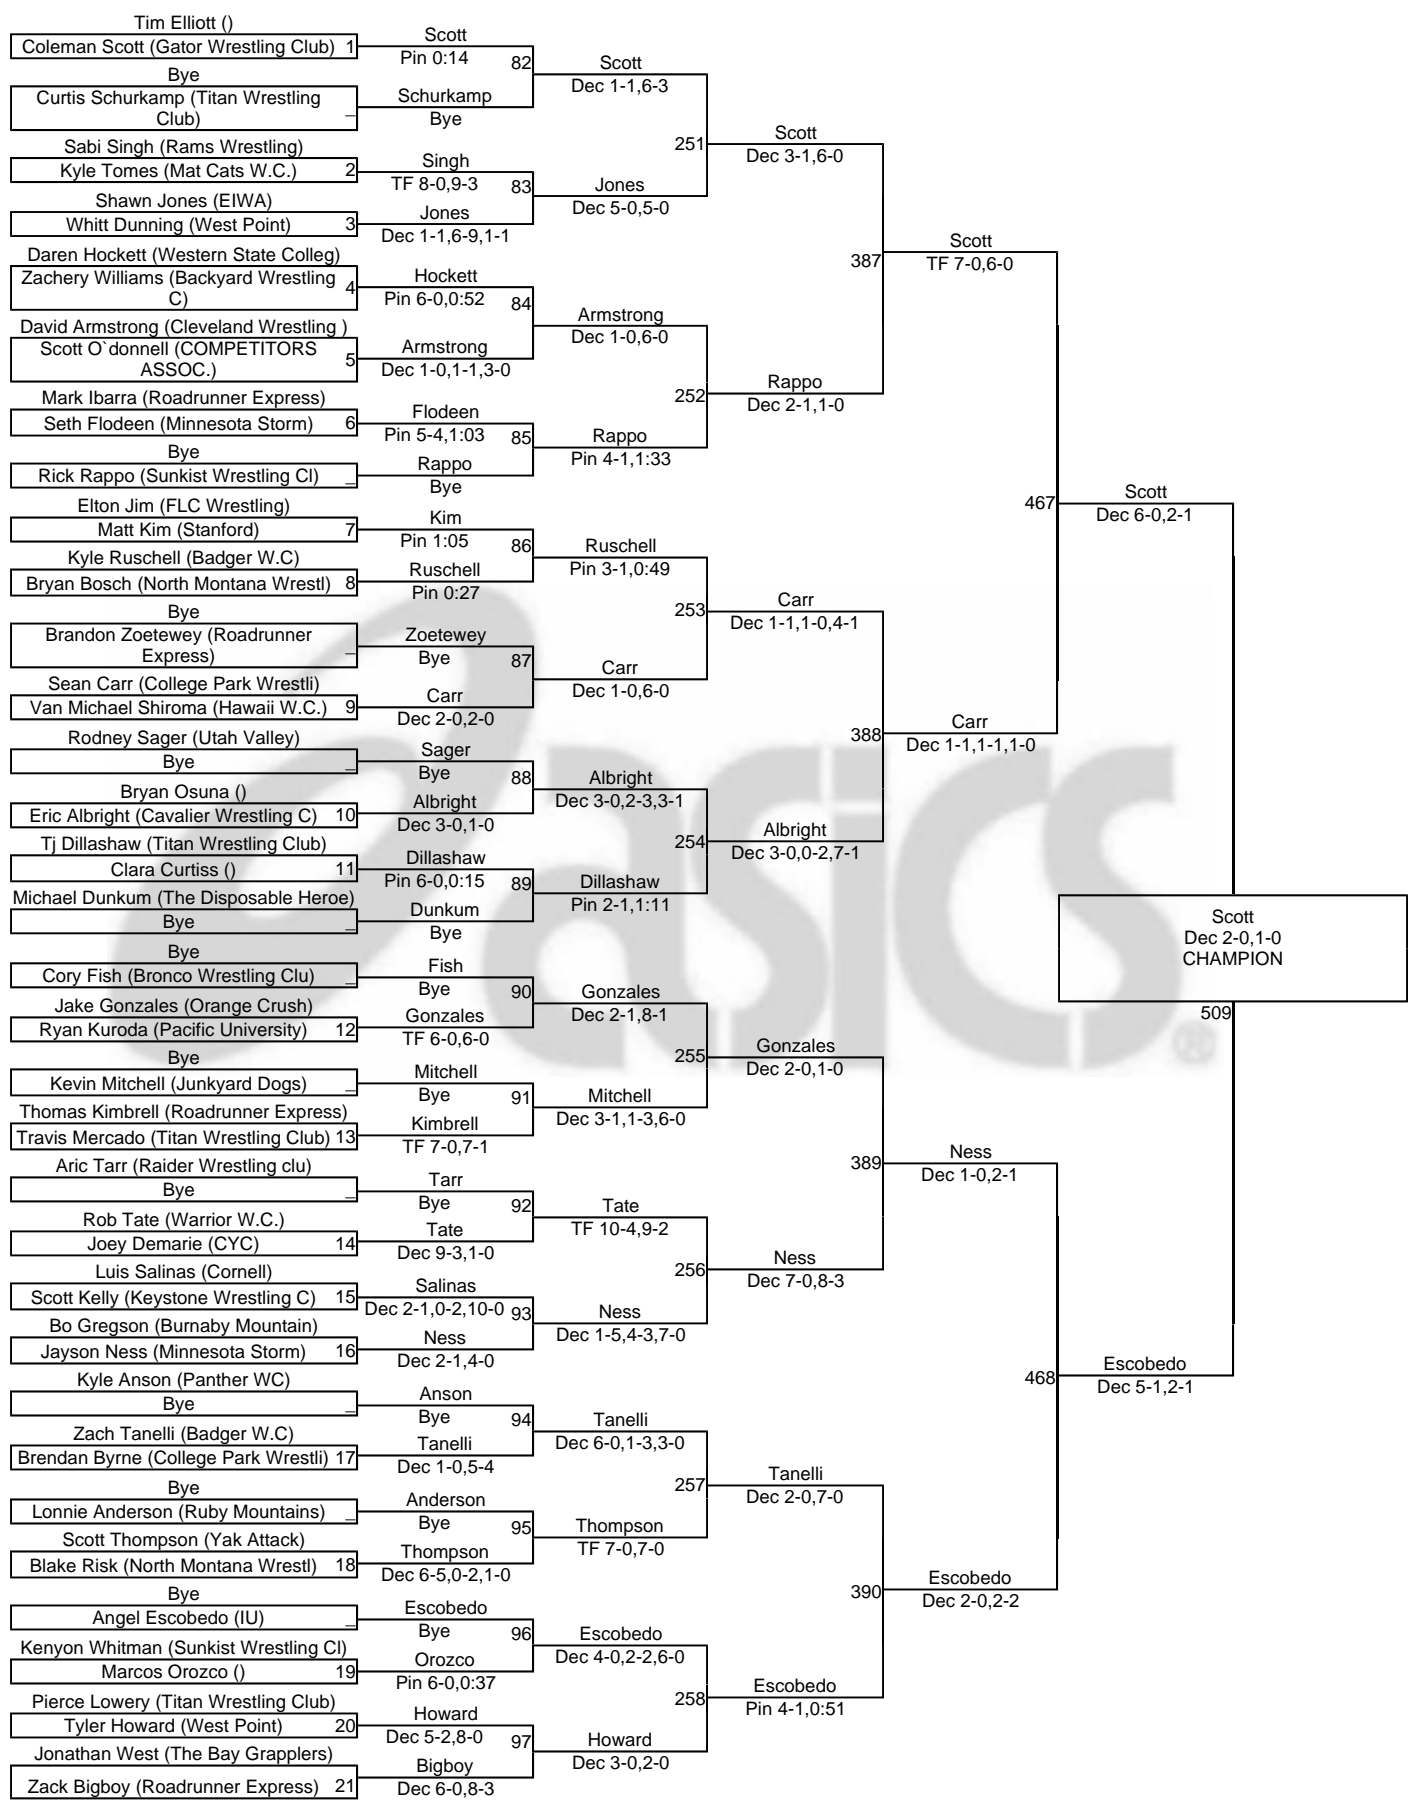 Tim Elliott ()
Coleman Scott (Gator Wrestling Club) 1
Bye
Curtis Schurkamp (Titan Wrestling
Club) _
Sabi Singh (Rams Wrestling)
Kyle Tomes (Mat Cats W.C.) 2
Shawn Jones (EIWA)
Whitt Dunning (West Point) 3
Daren Hockett (Western State Colleg)
Zachery Williams (Backyard Wrestling
C) 4
David Armstrong (Cleveland Wrestling )
Scott O`donnell (COMPETITORS
ASSOC.) 5
Mark Ibarra (Roadrunner Express)
Seth Flodeen (Minnesota Storm) 6
Bye
Rick Rappo (Sunkist Wrestling Cl) _
Elton Jim (FLC Wrestling)
Matt Kim (Stanford) 7
Kyle Ruschell (Badger W.C)
Bryan Bosch (North Montana Wrestl) 8
Bye
Brandon Zoetewey (Roadrunner
Express) _
Sean Carr (College Park Wrestli)
Van Michael Shiroma (Hawaii W.C.) 9
Rodney Sager (Utah Valley)
Bye _
Bryan Osuna ()
Eric Albright (Cavalier Wrestling C) 10
Tj Dillashaw (Titan Wrestling Club)
Clara Curtiss () 11
Michael Dunkum (The Disposable Heroe)
Bye _
Bye
Cory Fish (Bronco Wrestling Clu) _
Jake Gonzales (Orange Crush)
Ryan Kuroda (Pacific University) 12
Bye
Kevin Mitchell (Junkyard Dogs) _
Thomas Kimbrell (Roadrunner Express)
Travis Mercado (Titan Wrestling Club) 13
Aric Tarr (Raider Wrestling clu)
Bye _
Rob Tate (Warrior W.C.)
Joey Demarie (CYC) 14
Luis Salinas (Cornell)
Scott Kelly (Keystone Wrestling C) 15
Bo Gregson (Burnaby Mountain)
Jayson Ness (Minnesota Storm) 16
Kyle Anson (Panther WC)
Bye _
Zach Tanelli (Badger W.C)
Brendan Byrne (College Park Wrestli) 17
Bye
Lonnie Anderson (Ruby Mountains) _
Scott Thompson (Yak Attack)
Blake Risk (North Montana Wrestl) 18
Bye
Angel Escobedo (IU) _
Kenyon Whitman (Sunkist Wrestling Cl)
Marcos Orozco () 19
Pierce Lowery (Titan Wrestling Club)
Tyler Howard (West Point) 20
Jonathan West (The Bay Grapplers)
Zack Bigboy (Roadrunner Express) 21
Scott
Pin 0:14 82
Schurkamp
Bye
Singh
TF 8-0,9-3 83
Jones
Dec 1-1,6-9,1-1
Hockett
Pin 6-0,0:52 84
Armstrong
Dec 1-0,1-1,3-0
Flodeen
Pin 5-4,1:03 85
Rappo
Bye
Kim
Pin 1:05 86
Ruschell
Pin 0:27
Zoetewey
Bye 87
Carr
Dec 2-0,2-0
Sager
Bye 88
Albright
Dec 3-0,1-0
Dillashaw
Pin 6-0,0:15 89
Dunkum
Bye
Fish
Bye 90
Gonzales
TF 6-0,6-0
Mitchell
Bye 91
Kimbrell
TF 7-0,7-1
Tarr
Bye 92
Tate
Dec 9-3,1-0
Salinas
Dec 2-1,0-2,10-0 93
Ness
Dec 2-1,4-0
Anson
Bye 94
Tanelli
Dec 1-0,5-4
Anderson
Bye 95
Thompson
Dec 6-5,0-2,1-0
Escobedo
Bye 96
Orozco
Pin 6-0,0:37
Howard
Dec 5-2,8-0 97
Bigboy
Dec 6-0,8-3
Scott
Dec 1-1,6-3
251
Jones
Dec 5-0,5-0
Armstrong
Dec 1-0,6-0
252
Rappo
Pin 4-1,1:33
Ruschell
Pin 3-1,0:49
253
Carr
Dec 1-0,6-0
Albright
Dec 3-0,2-3,3-1
254
Dillashaw
Pin 2-1,1:11
Gonzales
Dec 2-1,8-1
255
Mitchell
Dec 3-1,1-3,6-0
Tate
TF 10-4,9-2
256
Ness
Dec 1-5,4-3,7-0
Tanelli
Dec 6-0,1-3,3-0
257
Thompson
TF 7-0,7-0
Escobedo
Dec 4-0,2-2,6-0
258
Howard
Dec 3-0,2-0
Scott
Dec 3-1,6-0
387
Rappo
Dec 2-1,1-0
Carr
Dec 1-1,1-0,4-1
388
Albright
Dec 3-0,0-2,7-1
Gonzales
Dec 2-0,1-0
389
Ness
Dec 7-0,8-3
Tanelli
Dec 2-0,7-0
390
Escobedo
Pin 4-1,0:51
Scott
TF 7-0,6-0
467
Carr
Dec 1-1,1-1,1-0
Ness
Dec 1-0,2-1
468
Escobedo
Dec 2-0,2-2
Scott
Dec 6-0,2-1
Escobedo
Dec 5-1,2-1
Scott
Dec 2-0,1-0
CHAMPION
509
asics®